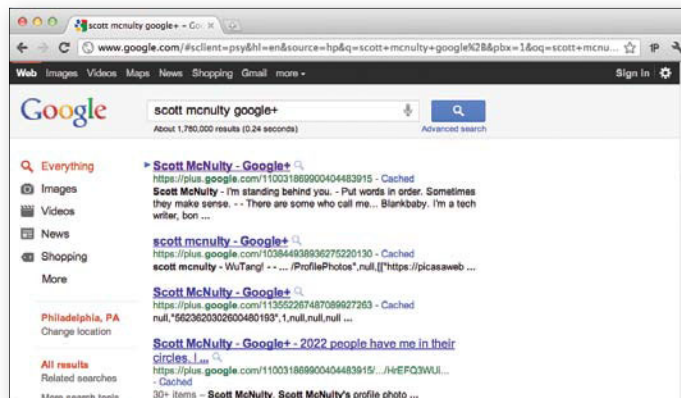 scott mcnulty google+ - Goo
www.google.com/#sclient=psy&hl=en&source=hp&q=scott+mcnulty+google%2B&pbx=1&oq=scott+mcnu...
Web Images Videos Maps News Shopping Gmail more
Sign in
Google
scott mcnulty google+
About 1,760,000 results (0.24 seconds)
Advanced search
Everything
Images
Videos
News
Shopping
More
Philadelphia, PA
Change location
All results
Related searches
More search tools
Scott McNulty - Google+
https://plus.google.com/110031869900404483915 - Cached
Scott McNulty - I'm standing behind you. - Put words in order. Sometimes
they make sense. - - There are some who call me... Blankbaby. I'm a tech
writer, bon ...
scott mcnulty - Google+
https://plus.google.com/103844938936275220130 - Cached
scott mcnulty - WuTang! - - ... /ProfilePhotos",null,[["https://picasaweb ...
Scott McNulty - Google+
https://plus.google.com/113552267487089927263 - Cached
null,"5623620302600480193",1,null,null,null ...
Scott McNulty - Google+ - 2022 people have me in their
circles. I ...
https://plus.google.com/110031869900404483915/.../HrEFQ3WUi...
- Cached
30+ items – Scott McNulty. Scott McNulty's profile photo ...